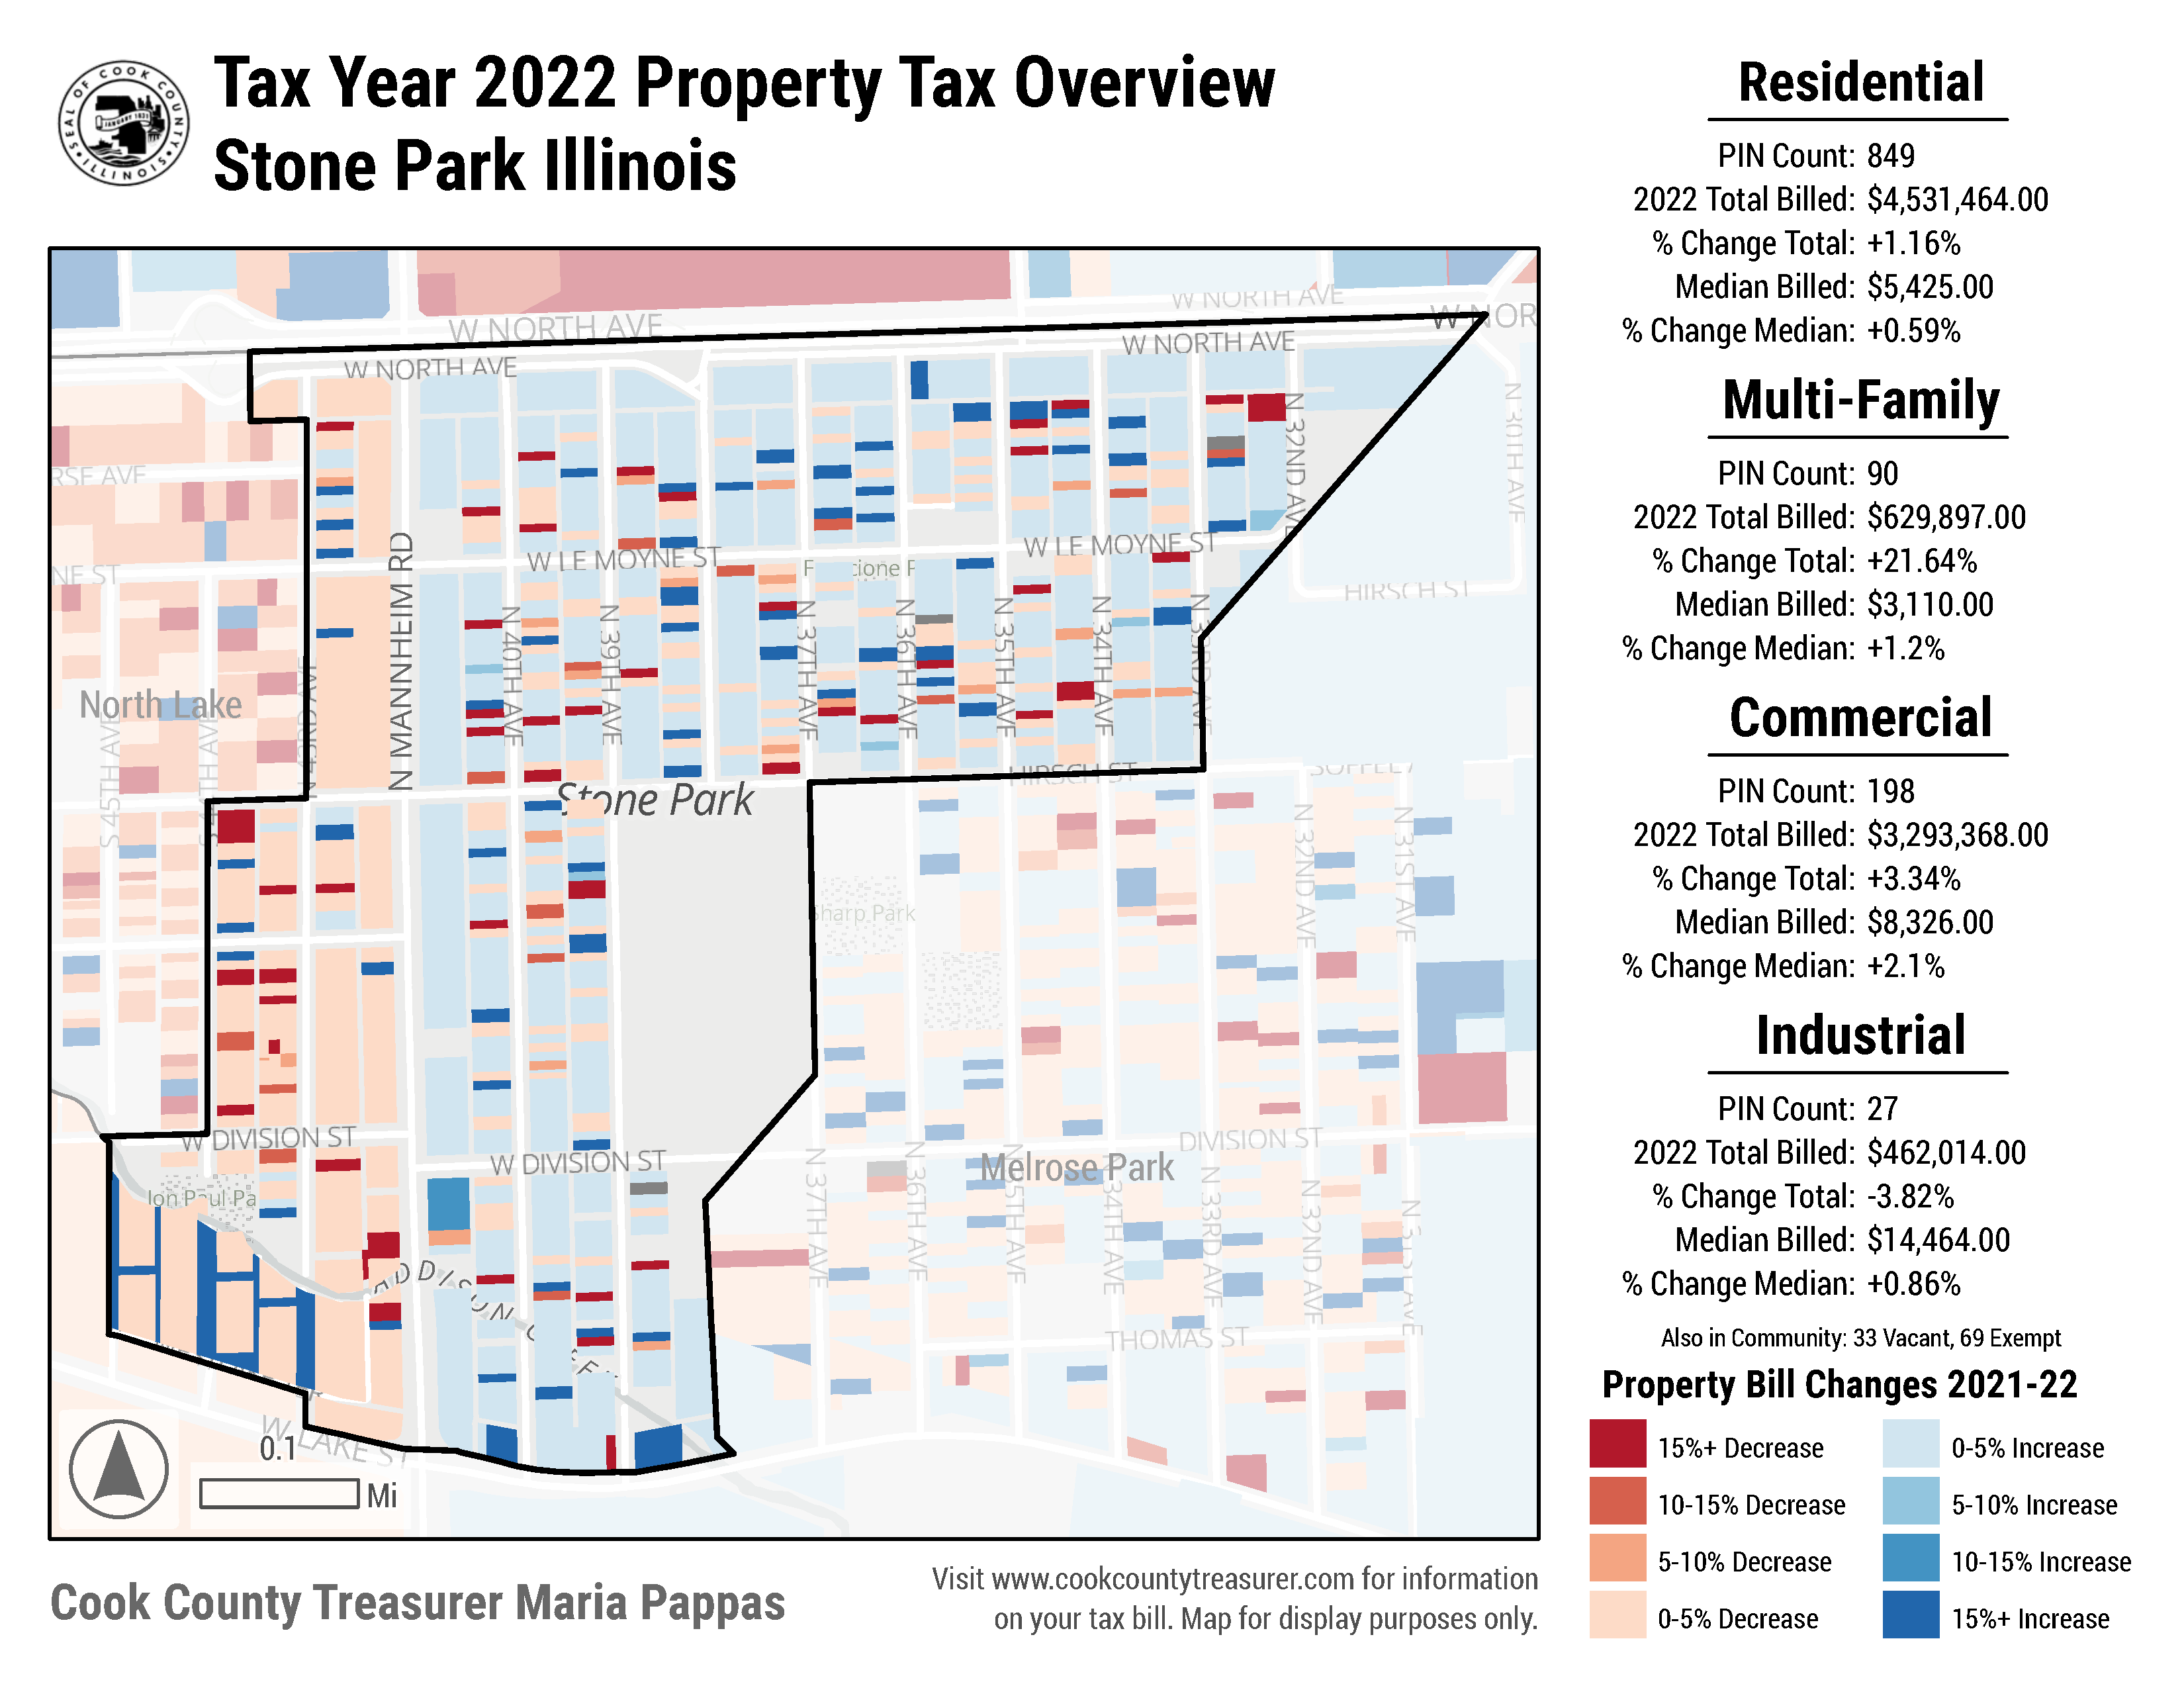 SEAL OF COOK COUNTY
JANUARY 1831
ILLINOIS
Tax Year 2022 Property Tax Overview
Stone Park Illinois
W NORTH AVE
W NORTH AVE
W NOR
W NORTH AVE
W NORTH AVE
N 30TH AVE
N 32ND AVE
RSE AVE
N MANNHEIM RD
W LE MOYNE ST
W LE MOYNE ST
NE ST
HIRSCH ST
N 40TH AVE
N 39TH AVE
N 37TH AVE
N 36TH AVE
N 35TH AVE
N 34TH AVE
N 33RD AVE
North Lake
N 43RD AVE
S 45TH AVE
HIRSCH ST
Stone Park
N 32ND AVE
N 31ST AVE
Sharp Park
W DIVISION ST
W DIVISION ST
DIVISION ST
Melrose Park
N 37TH AVE
N 36TH AVE
35TH AVE
34TH AVE
N 33RD AVE
N 32ND AVE
N 31ST AVE
ADDISON
THOMAS ST
W LAKE ST
0.1
Mi
Cook County Treasurer Maria Pappas
Visit www.cookcountytreasurer.com for information
on your tax bill. Map for display purposes only.
Residential
PIN Count: 849
2022 Total Billed: $4,531,464.00
% Change Total: +1.16%
Median Billed: $5,425.00
% Change Median: +0.59%
Multi-Family
PIN Count: 90
2022 Total Billed: $629,897.00
% Change Total: +21.64%
Median Billed: $3,110.00
% Change Median: +1.2%
Commercial
PIN Count: 198
2022 Total Billed: $3,293,368.00
% Change Total: +3.34%
Median Billed: $8,326.00
% Change Median: +2.1%
Industrial
PIN Count: 27
2022 Total Billed: $462,014.00
% Change Total: -3.82%
Median Billed: $14,464.00
% Change Median: +0.86%
Also in Community: 33 Vacant, 69 Exempt
Property Bill Changes 2021-22
15%+ Decrease
0-5% Increase
10-15% Decrease
5-10% Increase
5-10% Decrease
10-15% Increase
0-5% Decrease
15%+ Increase